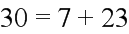 30 = 7 + 23